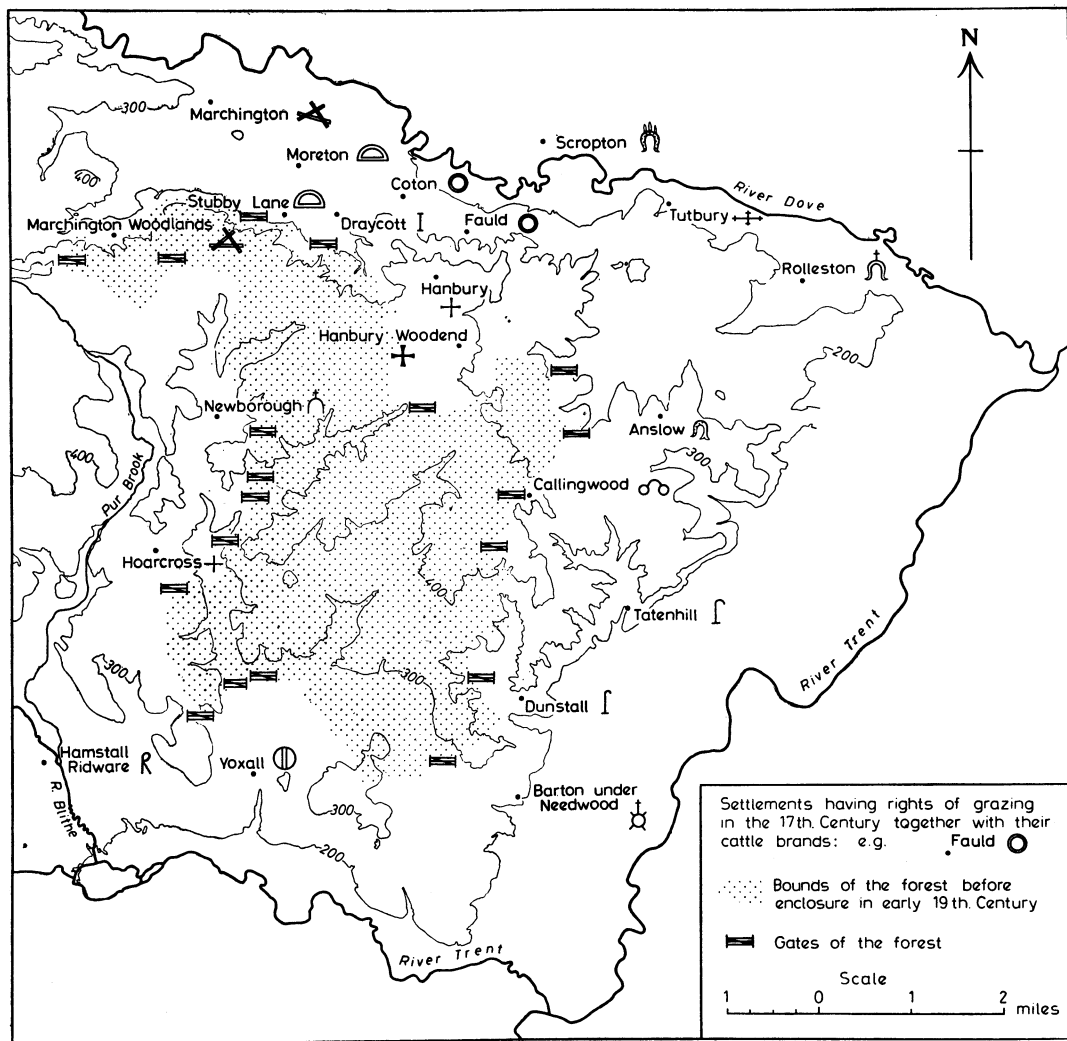 N
300
Marchington
Moreton
Scropton
400
Coton
River Dove
Stubby Lane
Draycott
Fauld
Tutbury
Marchington Woodlands
Rolleston
Hanbury
Hanbury Woodend
200
Newborough
Anslow
300
400
Callingwood
Pur Brook
Hoarcross
400
Tatenhill
River Trent
300
300
Dunstall
Hamstall
Ridware R
Yoxall
R. Blithe
Barton under
Needwood
300
200
River Trent
Settlements having rights of grazing
in the 17th. Century together with their
cattle brands: e.g. Fauld
Bounds of the forest before
enclosure in early 19th. Century
Gates of the forest
Scale
1 0 1 2 miles